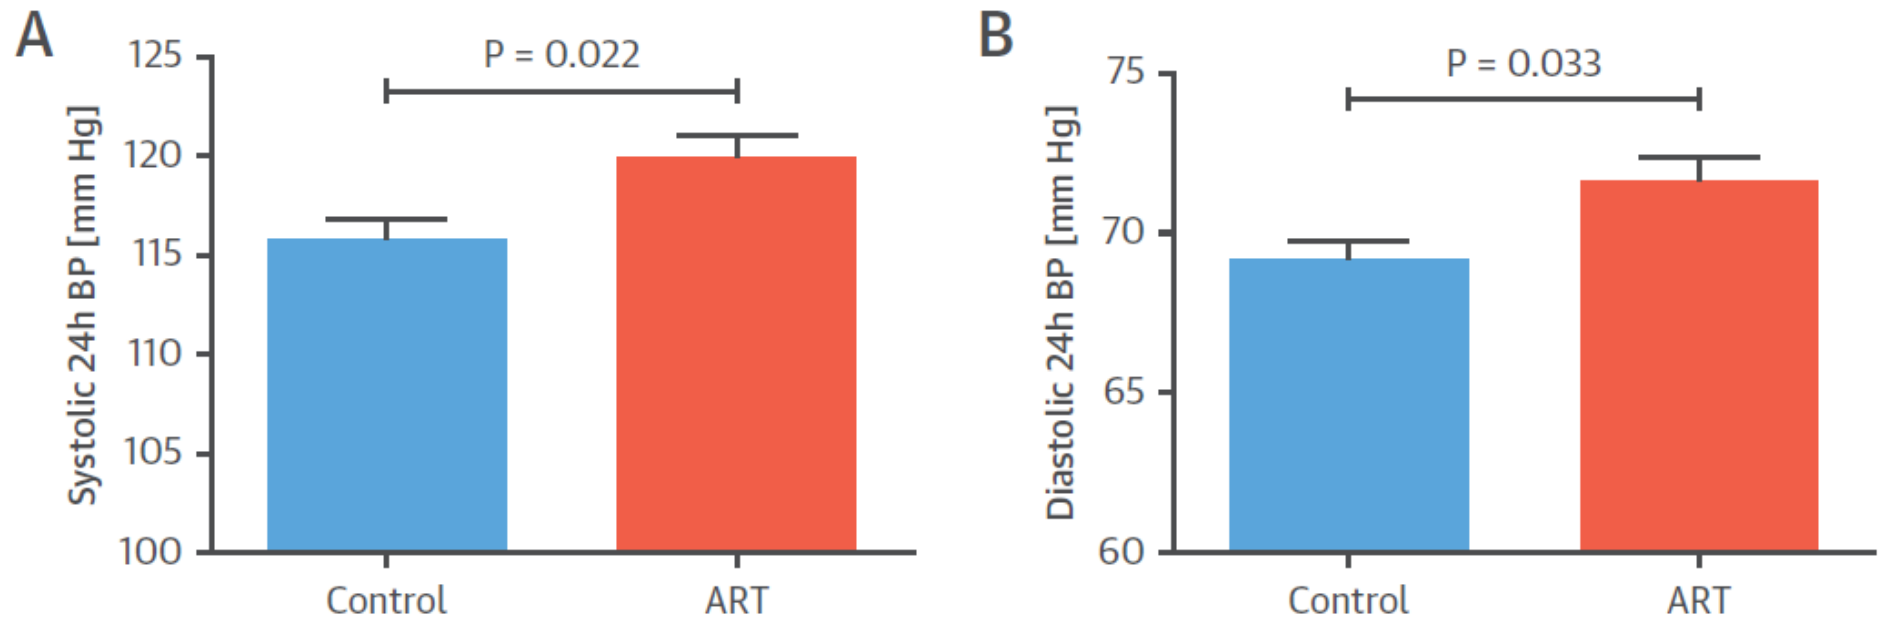 A
P = 0.022
Systolic 24h BP [mm Hg]
125
120
115
110
105
100
Control ART
B
P = 0.033
Diastolic 24h BP [mm Hg]
75
70
65
60
Control ART